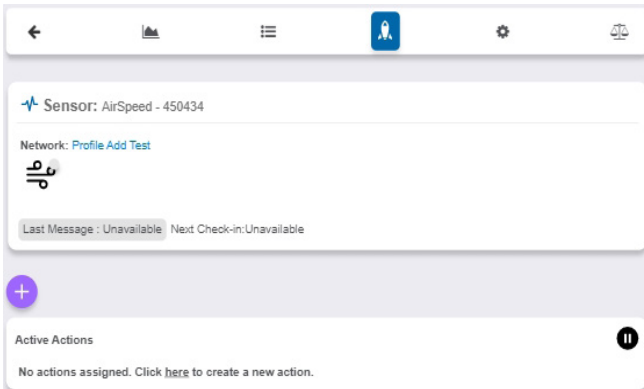 Sensor: AirSpeed - 450434
Network: Profile Add Test
Last Message : Unavailable Next Check-in:Unavailable
Active Actions
No actions assigned. Click here to create a new action.